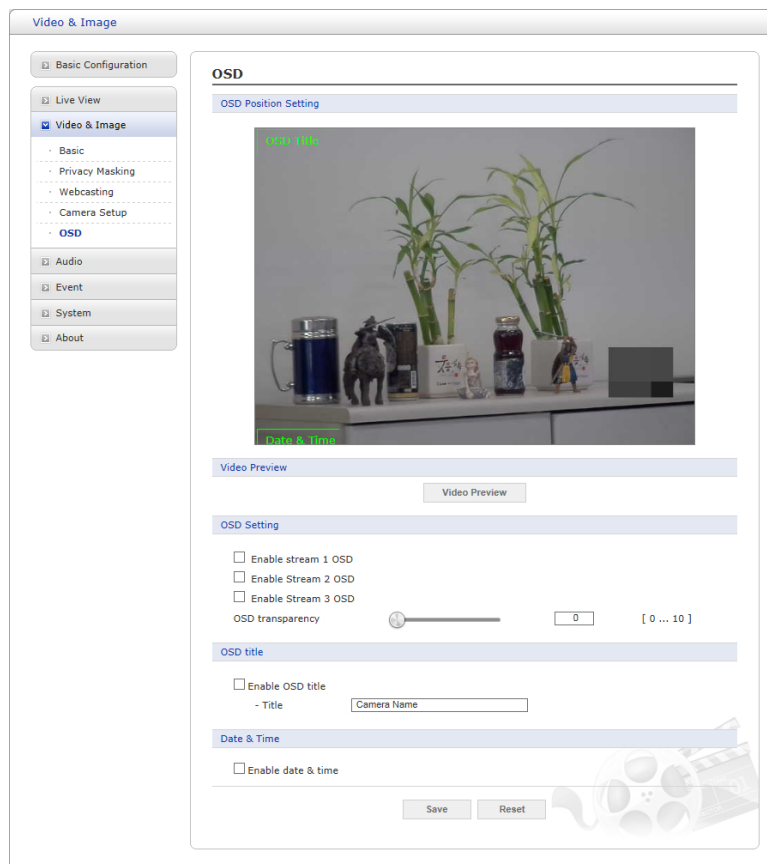 Video & Image
Basic Configuration
Live View
Video & Image
Basic
Privacy Masking
Webcasting
Camera Setup
OSD
Audio
Event
System
About
OSD
OSD Position Setting
OSD Title
Date & Time
Video Preview
Video Preview
OSD Setting
Enable stream 1 OSD
Enable Stream 2 OSD
Enable Stream 3 OSD
OSD transparency 0 [ 0 ... 10 ]
OSD title
Enable OSD title
- Title Camera Name
Date & Time
Enable date & time
Save Reset